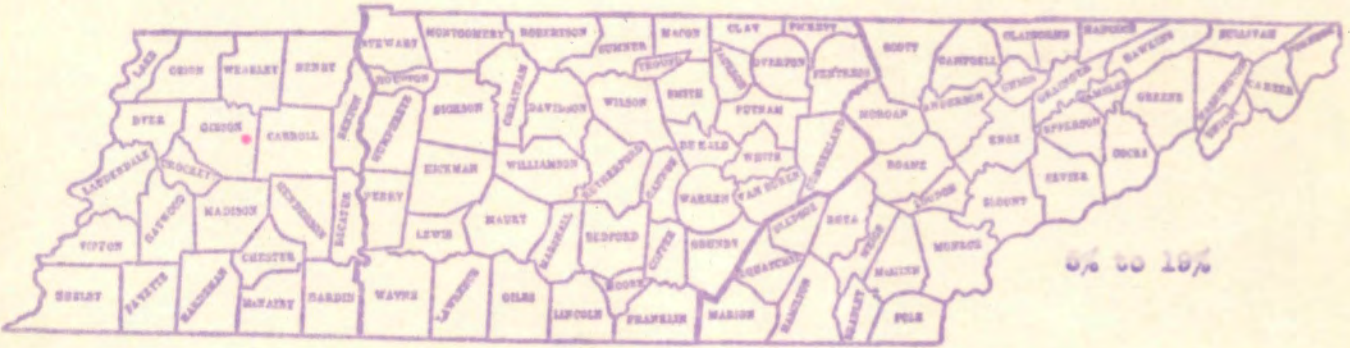 STEWART MONTGOMERY ROBERTSON SUMNER MACON CLAY PICKETT SCOTT CAMPBELL CLAIBORNE HANCOCK HAWKINS SULLIVAN JOHNSON
LAKE OBION WEAKLEY HENRY HOUSTON CHEATHAM TROUSDALE JACKSON OVERTON FENTRESS UNION GRAINGER HAMBLEN WASHINGTON CARTER
DYER GIBSON CARROLL BENTON HUMPHREYS DICKSON DAVIDSON WILSON SMITH PUTNAM MORGAN ANDERSON KNOX JEFFERSON GREENE UNICOI
LAUDERDALE CROCKETT HICKMAN WILLIAMSON RUTHERFORD CANNON DE KALB WHITE CUMBERLAND ROANE LOUDON BLOUNT SEVIER COCKE
TIPTON HAYWOOD MADISON HENDERSON DECATUR PERRY LEWIS MAURY MARSHALL BEDFORD COFFEE WARREN VAN BUREN GRUNDY BLEDSOE RHEA MEIGS McMINN MONROE
CHESTER MOORE SEQUATCHIE
SHELBY FAYETTE HARDEMAN McNAIRY HARDIN WAYNE LAWRENCE GILES LINCOLN FRANKLIN MARION HAMILTON BRADLEY POLK
5% to 19%